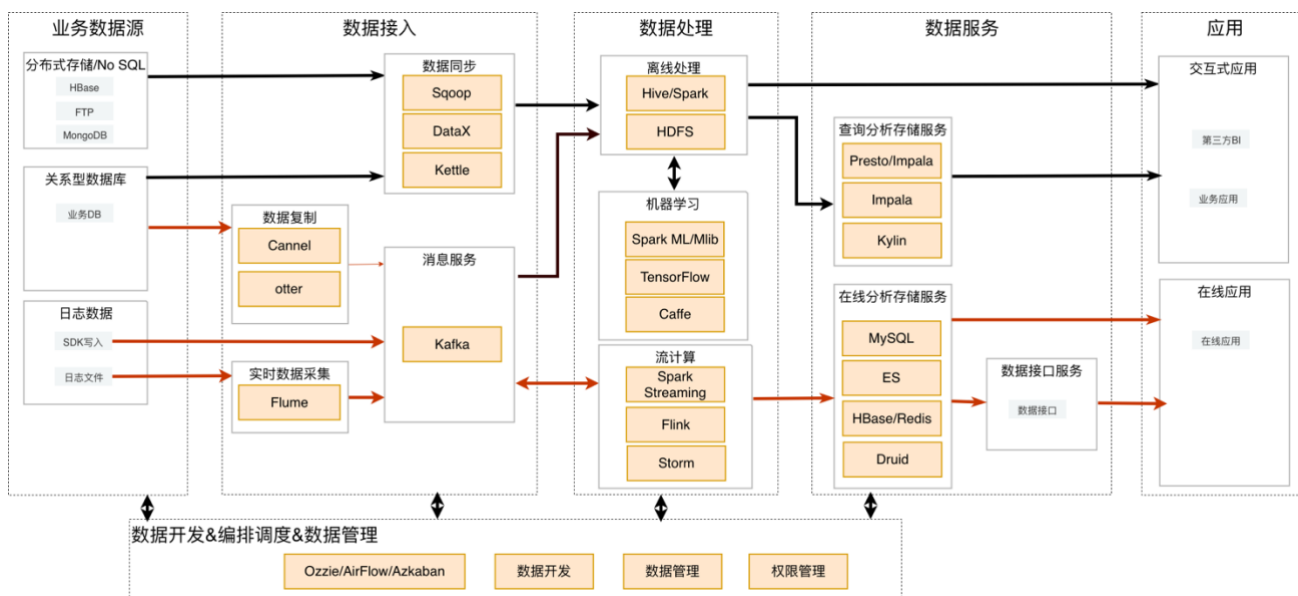 业务数据源
分布式存储/No SQL
HBase
FTP
MongoDB
关系型数据库
业务DB
日志数据
SDK写入
日志文件
数据接入
数据同步
Sqoop
DataX
Kettle
数据复制
Cannel
otter
消息服务
Kafka
实时数据采集
Flume
数据处理
离线处理
Hive/Spark
HDFS
机器学习
Spark ML/Mlib
TensorFlow
Caffe
流计算
Spark
Streaming
Flink
Storm
数据服务
查询分析存储服务
Presto/Impala
Impala
Kylin
在线分析存储服务
MySQL
ES
HBase/Redis
Druid
数据接口服务
数据接口
应用
交互式应用
第三方BI
业务应用
在线应用
在线应用
数据开发&编排调度&数据管理
Ozzie/AirFlow/Azkaban
数据开发
数据管理
权限管理